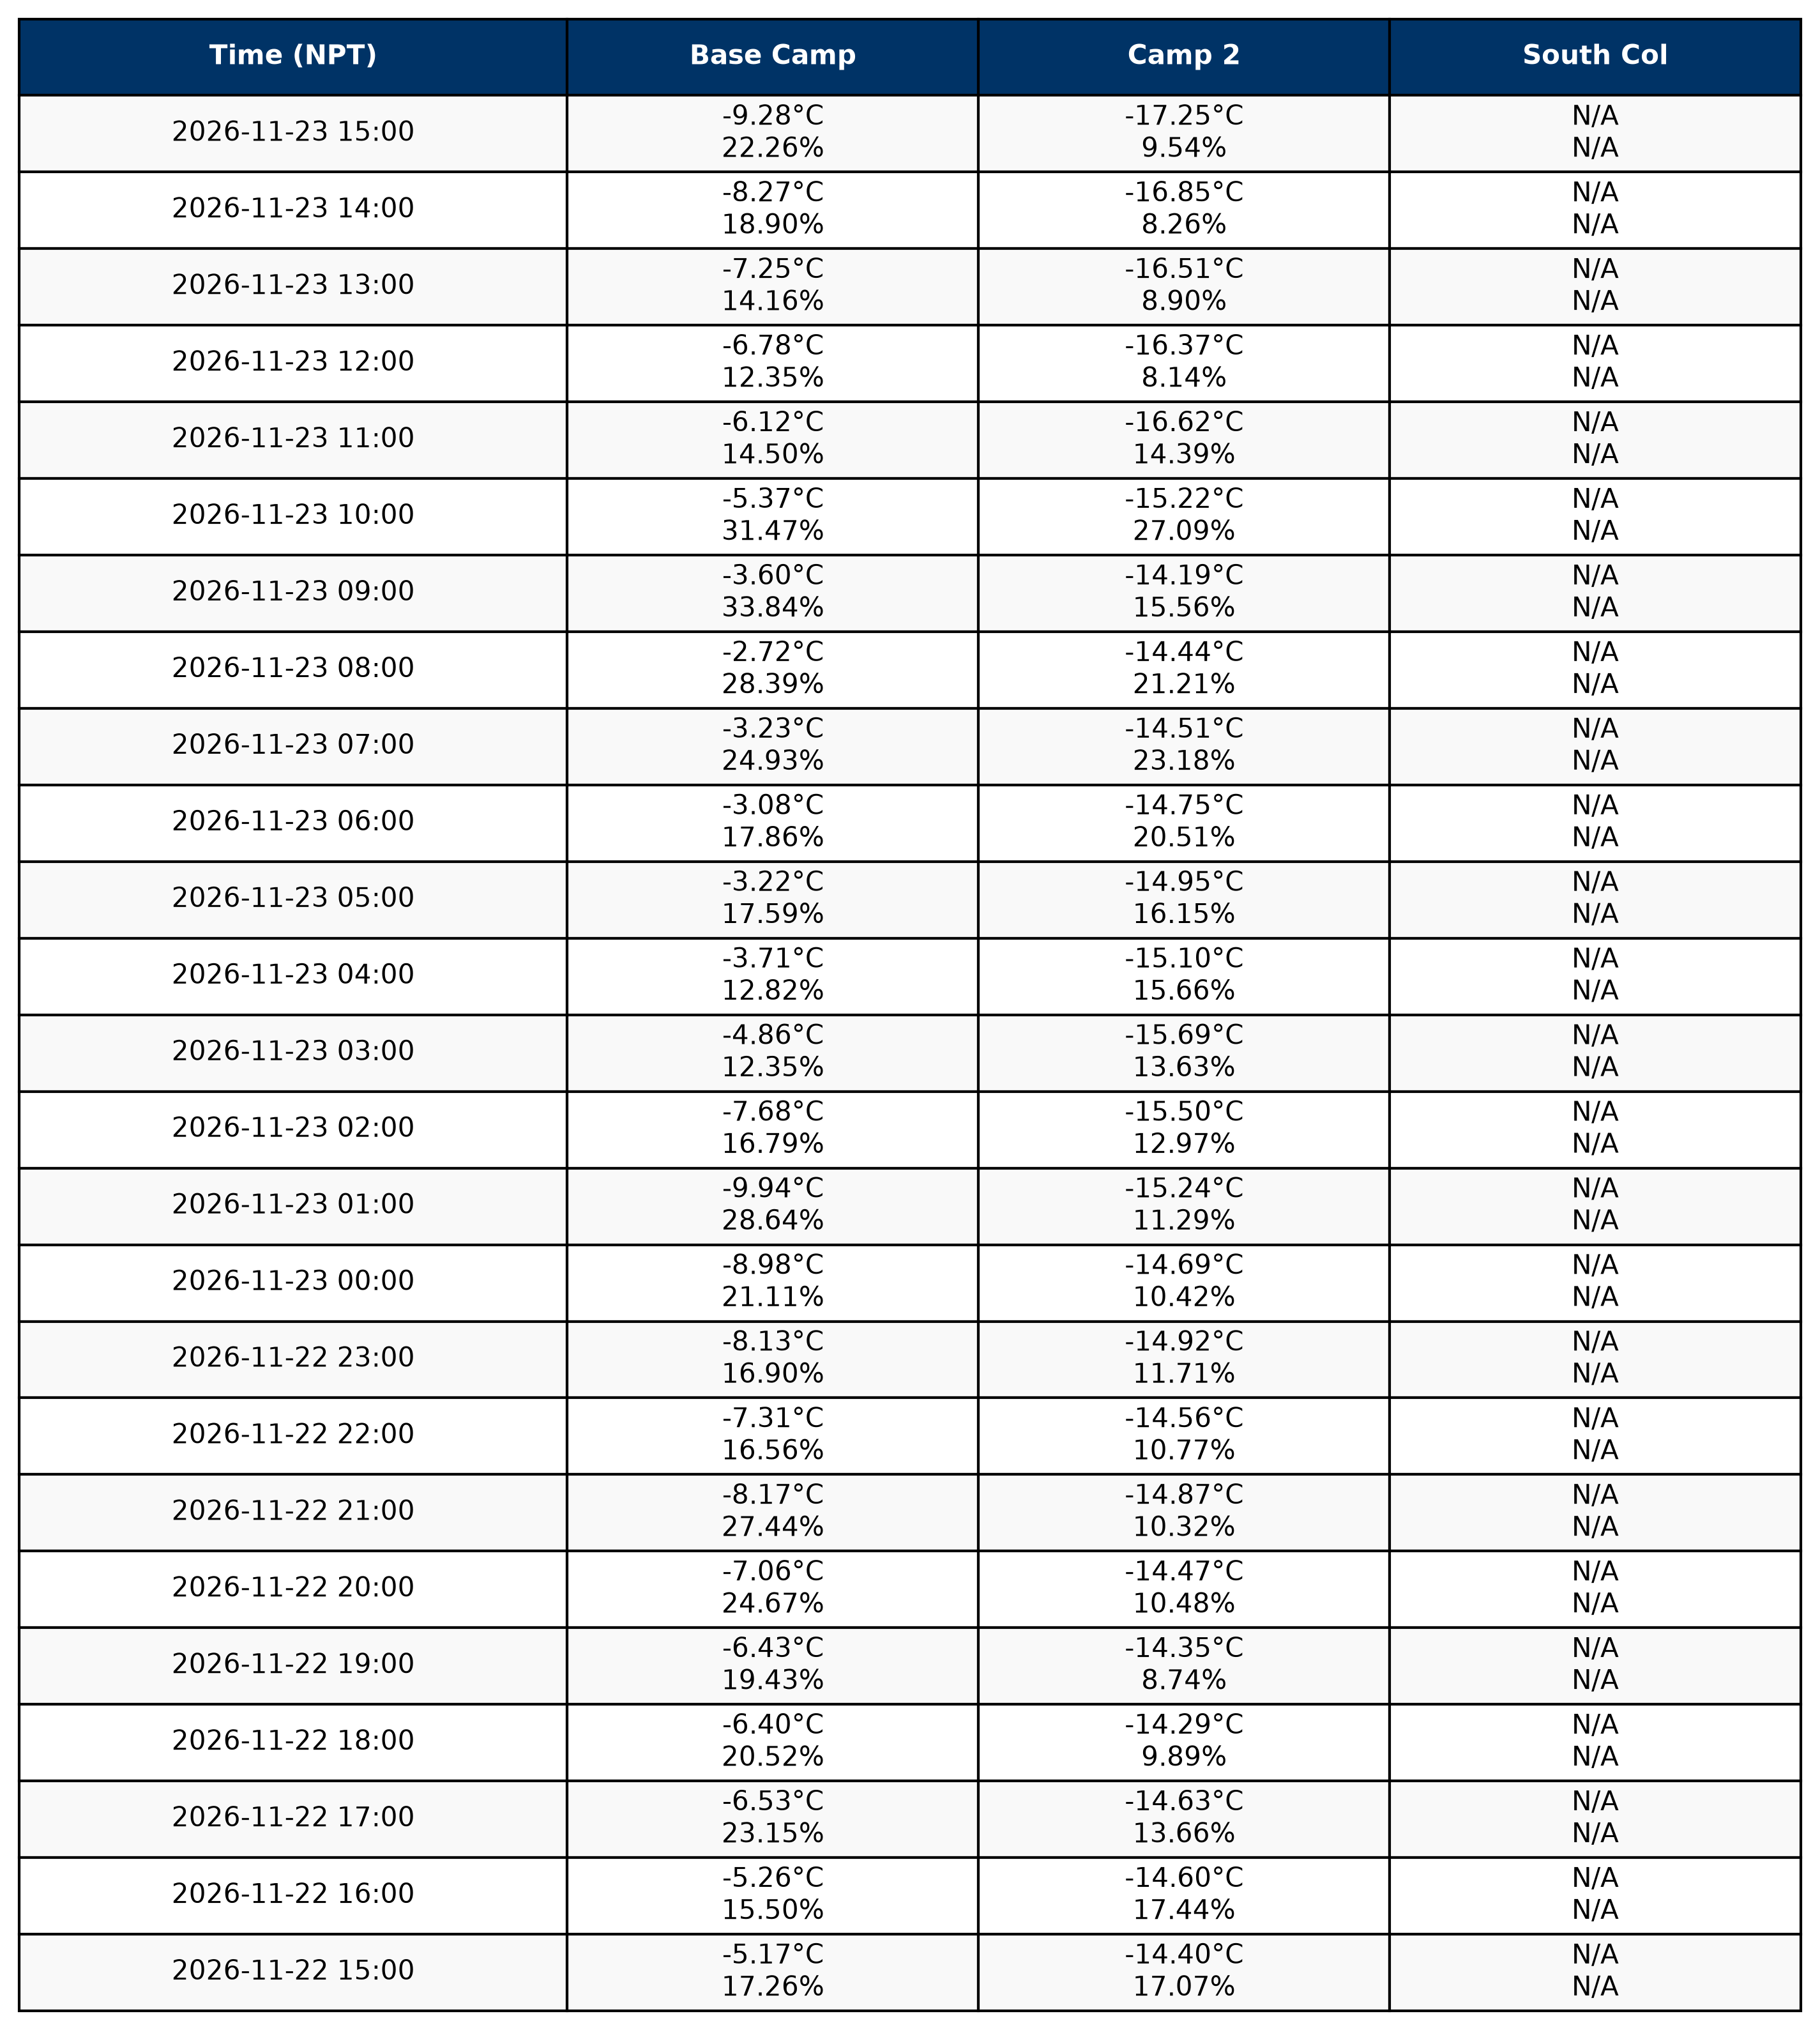 Time (NPT) Base Camp Camp 2 South Col
2026-11-23 15:00 -9.28°C -17.25°C N/A
22.26% 9.54% N/A
2026-11-23 14:00 -8.27°C -16.85°C N/A
18.90% 8.26% N/A
2026-11-23 13:00 -7.25°C -16.51°C N/A
14.16% 8.90% N/A
2026-11-23 12:00 -6.78°C -16.37°C N/A
12.35% 8.14% N/A
2026-11-23 11:00 -6.12°C -16.62°C N/A
14.50% 14.39% N/A
2026-11-23 10:00 -5.37°C -15.22°C N/A
31.47% 27.09% N/A
2026-11-23 09:00 -3.60°C -14.19°C N/A
33.84% 15.56% N/A
2026-11-23 08:00 -2.72°C -14.44°C N/A
28.39% 21.21% N/A
2026-11-23 07:00 -3.23°C -14.51°C N/A
24.93% 23.18% N/A
2026-11-23 06:00 -3.08°C -14.75°C N/A
17.86% 20.51% N/A
2026-11-23 05:00 -3.22°C -14.95°C N/A
17.59% 16.15% N/A
2026-11-23 04:00 -3.71°C -15.10°C N/A
12.82% 15.66% N/A
2026-11-23 03:00 -4.86°C -15.69°C N/A
12.35% 13.63% N/A
2026-11-23 02:00 -7.68°C -15.50°C N/A
16.79% 12.97% N/A
2026-11-23 01:00 -9.94°C -15.24°C N/A
28.64% 11.29% N/A
2026-11-23 00:00 -8.98°C -14.69°C N/A
21.11% 10.42% N/A
2026-11-22 23:00 -8.13°C -14.92°C N/A
16.90% 11.71% N/A
2026-11-22 22:00 -7.31°C -14.56°C N/A
16.56% 10.77% N/A
2026-11-22 21:00 -8.17°C -14.87°C N/A
27.44% 10.32% N/A
2026-11-22 20:00 -7.06°C -14.47°C N/A
24.67% 10.48% N/A
2026-11-22 19:00 -6.43°C -14.35°C N/A
19.43% 8.74% N/A
2026-11-22 18:00 -6.40°C -14.29°C N/A
20.52% 9.89% N/A
2026-11-22 17:00 -6.53°C -14.63°C N/A
23.15% 13.66% N/A
2026-11-22 16:00 -5.26°C -14.60°C N/A
15.50% 17.44% N/A
2026-11-22 15:00 -5.17°C -14.40°C N/A
17.26% 17.07% N/A